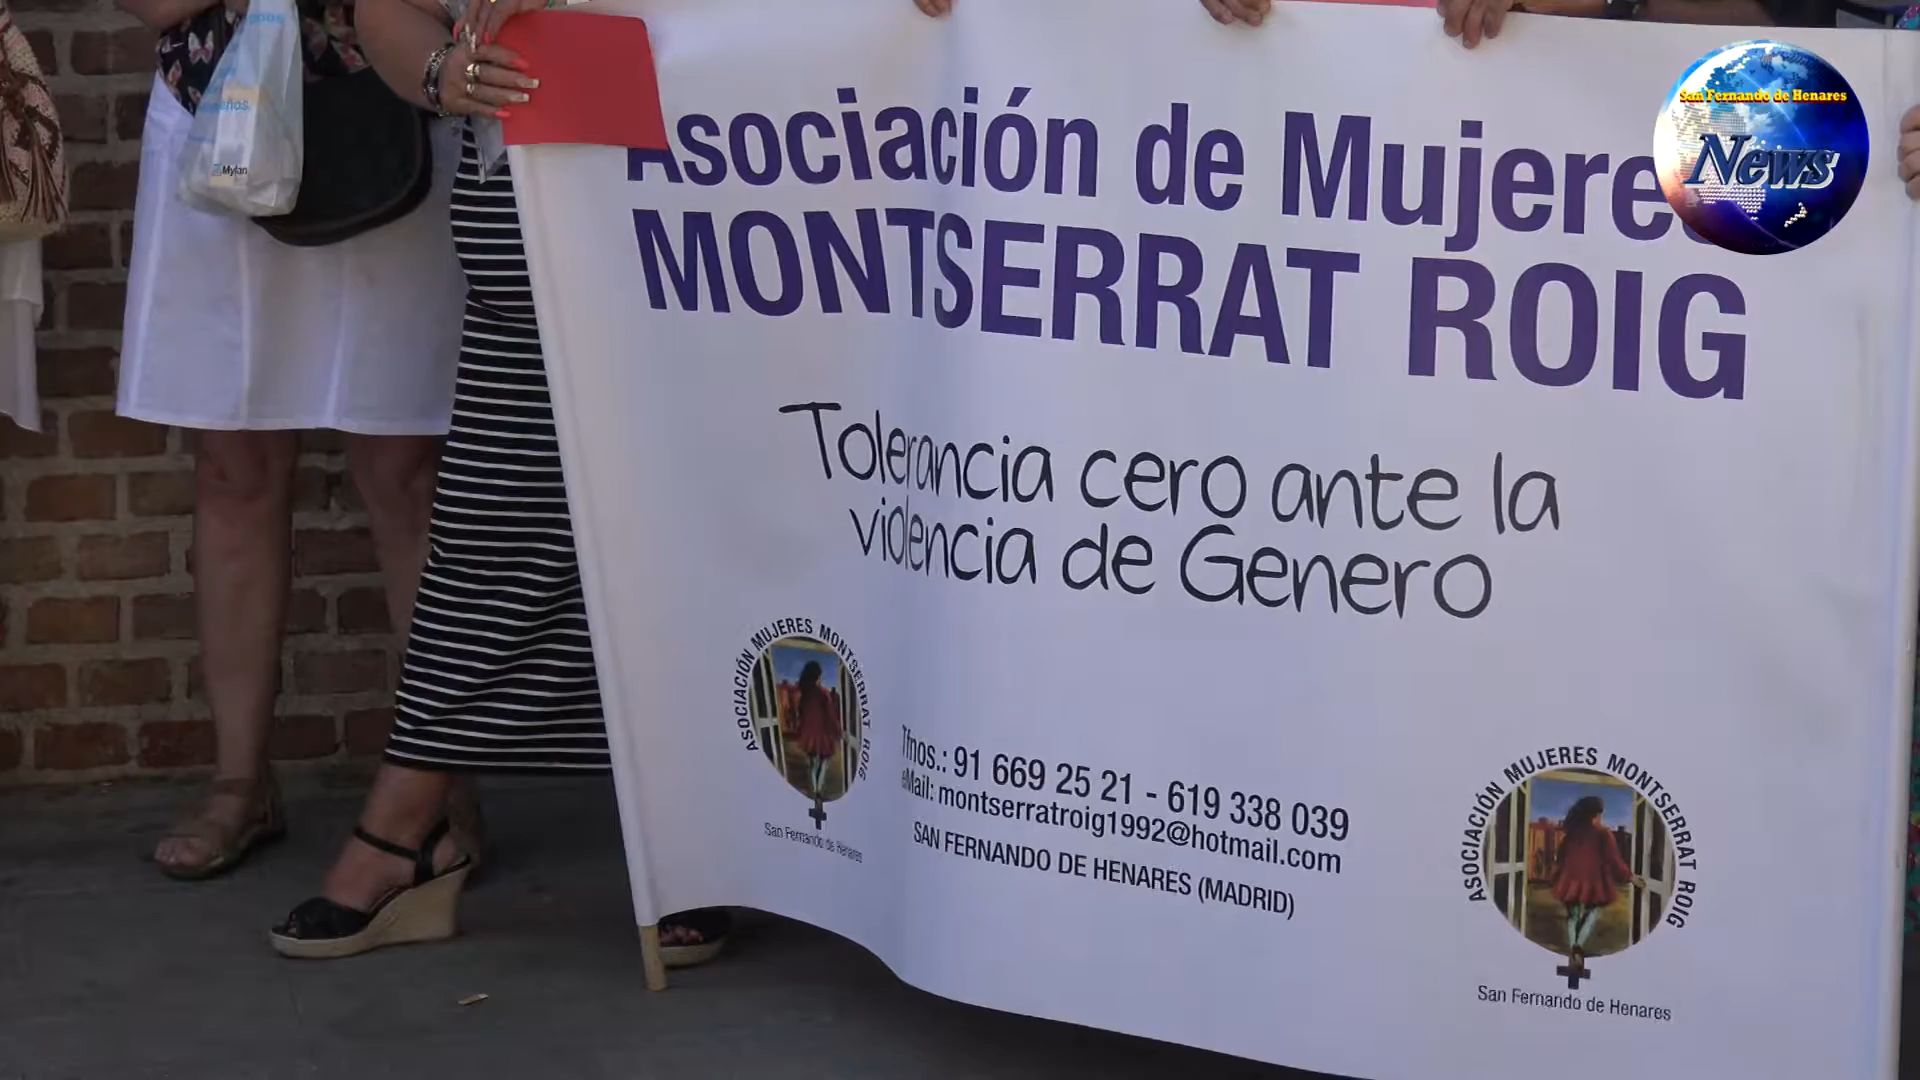 San Fernando de Henares
News
Asociación de Mujeres
MONTSERRAT ROIG
Tolerancia cero ante la
violencia de Genero
ASOCIACIÓN MUJERES MONTSERRAT ROIG
San Fernando de Henares
Tfnos.: 91 669 25 21 - 619 338 039
eMail: montserratroig1992@hotmail.com
SAN FERNANDO DE HENARES (MADRID)
ASOCIACIÓN MUJERES MONTSERRAT ROIG
San Fernando de Henares
Mylan